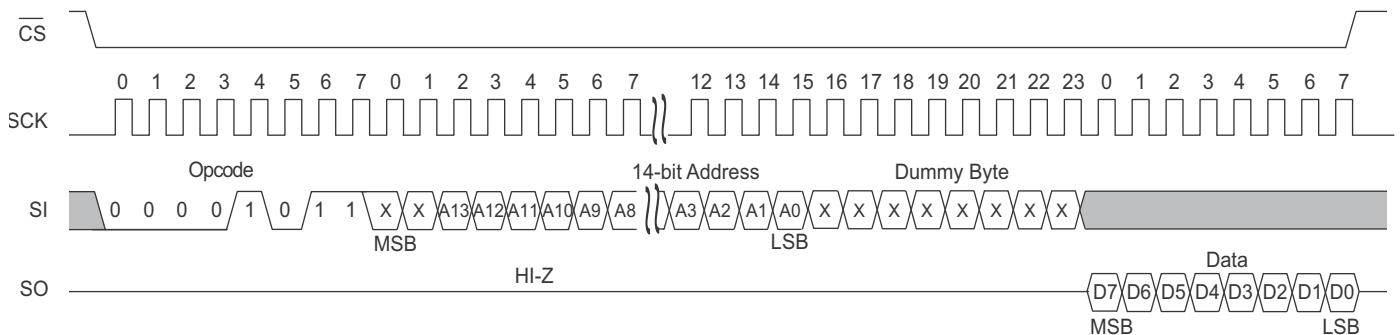 CS
0 1 2 3 4 5 6 7 0 1 2 3 4 5 6 7 12 13 14 15 16 17 18 19 20 21 22 23 0 1 2 3 4 5 6 7
SCK
Opcode 14-bit Address Dummy Byte
SI 0 0 0 0 1 0 1 1 X X A13 A12 A11 A10 A9 A8 A3 A2 A1 A0 X X X X X X X X
MSB LSB
HI-Z Data
SO D7 D6 D5 D4 D3 D2 D1 D0
MSB LSB